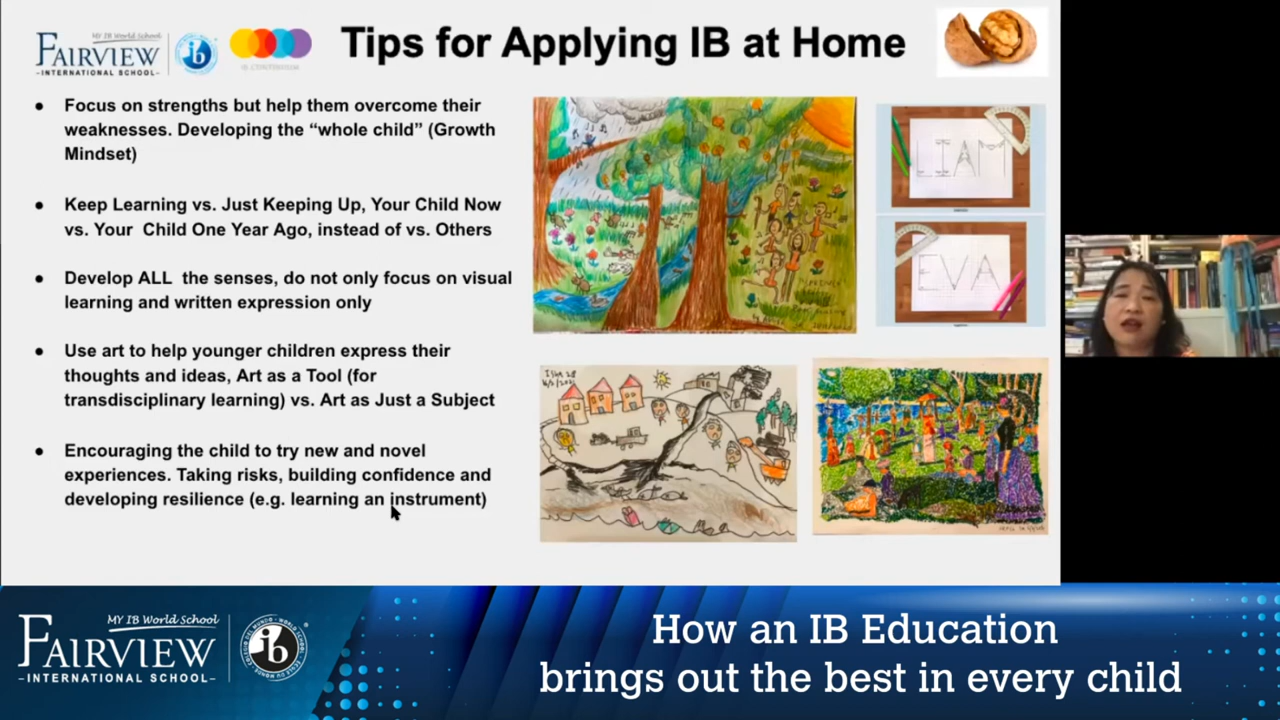 MY IB World School
FAIRVIEW
-INTERNATIONAL SCHOOL-
ib
Tips for Applying IB at Home
● Focus on strengths but help them overcome their
weaknesses. Developing the “whole child” (Growth
Mindset)
● Keep Learning vs. Just Keeping Up, Your Child Now
vs. Your  Child One Year Ago, instead of vs. Others
● Develop ALL  the senses, do not only focus on visual
learning and written expression only
● Use art to help younger children express their
thoughts and ideas, Art as a Tool (for
transdisciplinary learning) vs. Art as Just a Subject
● Encouraging the child to try new and novel
experiences. Taking risks, building confidence and
developing resilience (e.g. learning an instrument)
LIAM
EVA
MY IB World School
FAIRVIEW
-INTERNATIONAL SCHOOL-
ib
How an IB Education
brings out the best in every child